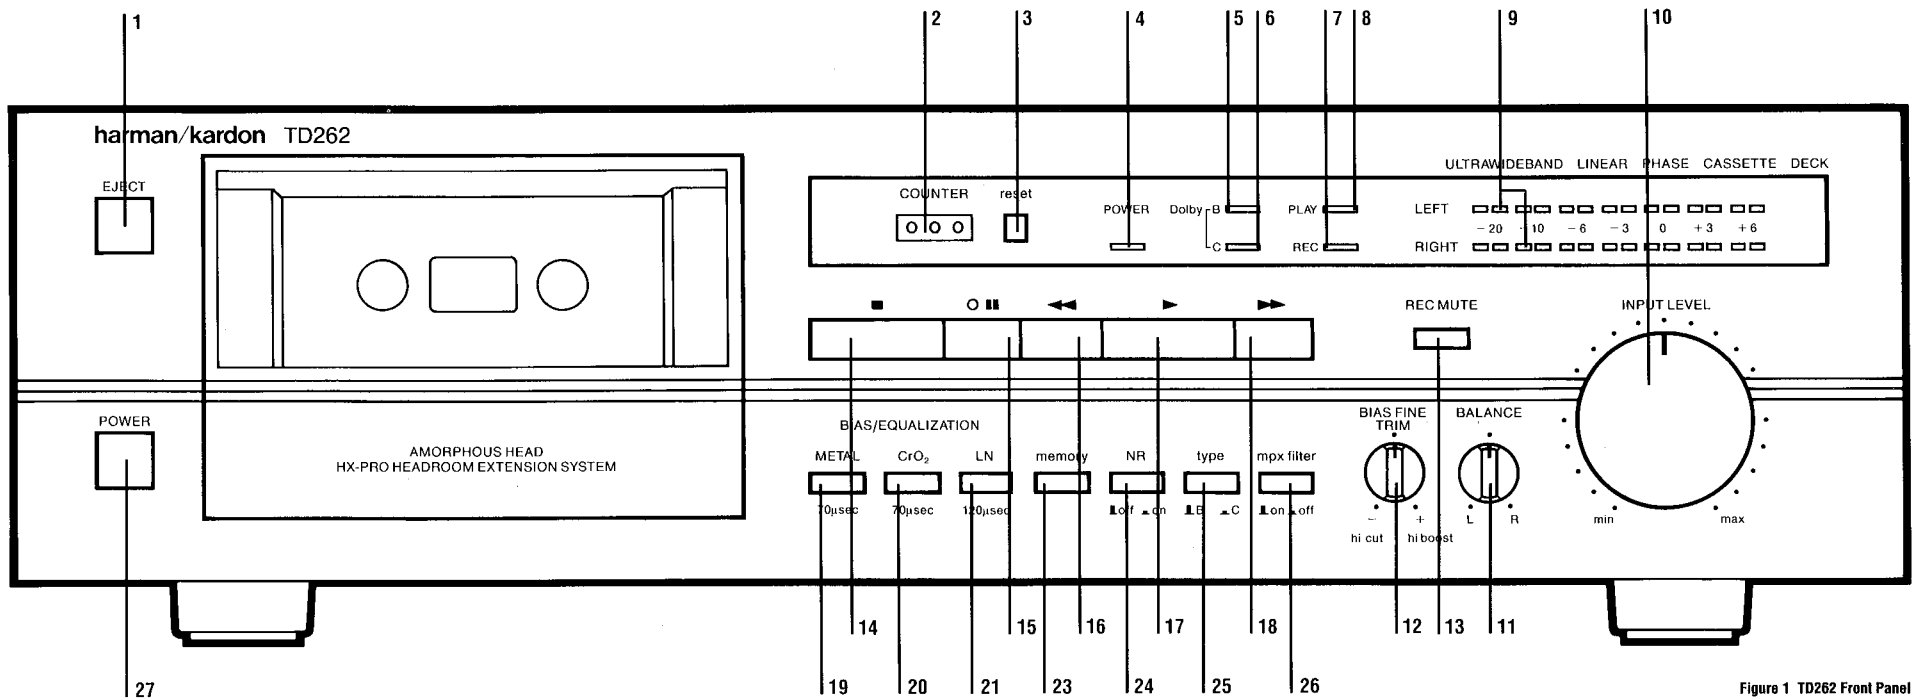 1 2 3 4 5 6 7 8 9 10
harman/kardon TD262
ULTRAWIDEBAND LINEAR PHASE CASSETTE DECK
EJECT
COUNTER reset
POWER Dolby B PLAY LEFT
-20 -10 -6 -3 0 +3 +6
C REC RIGHT
REC MUTE INPUT LEVEL
POWER
BIAS/EQUALIZATION
BIAS FINE TRIM BALANCE
AMORPHOUS HEAD
HX-PRO HEADROOM EXTENSION SYSTEM
METAL CrO₂ LN memory NR type mpx filter
70µsec 70µsec 120µsec off on B C on off
- + L R min max
hi cut hi boost
14 15 16 17 18 12 13 11
27 19 20 21 23 24 25 26
Figure 1 TD262 Front Panel